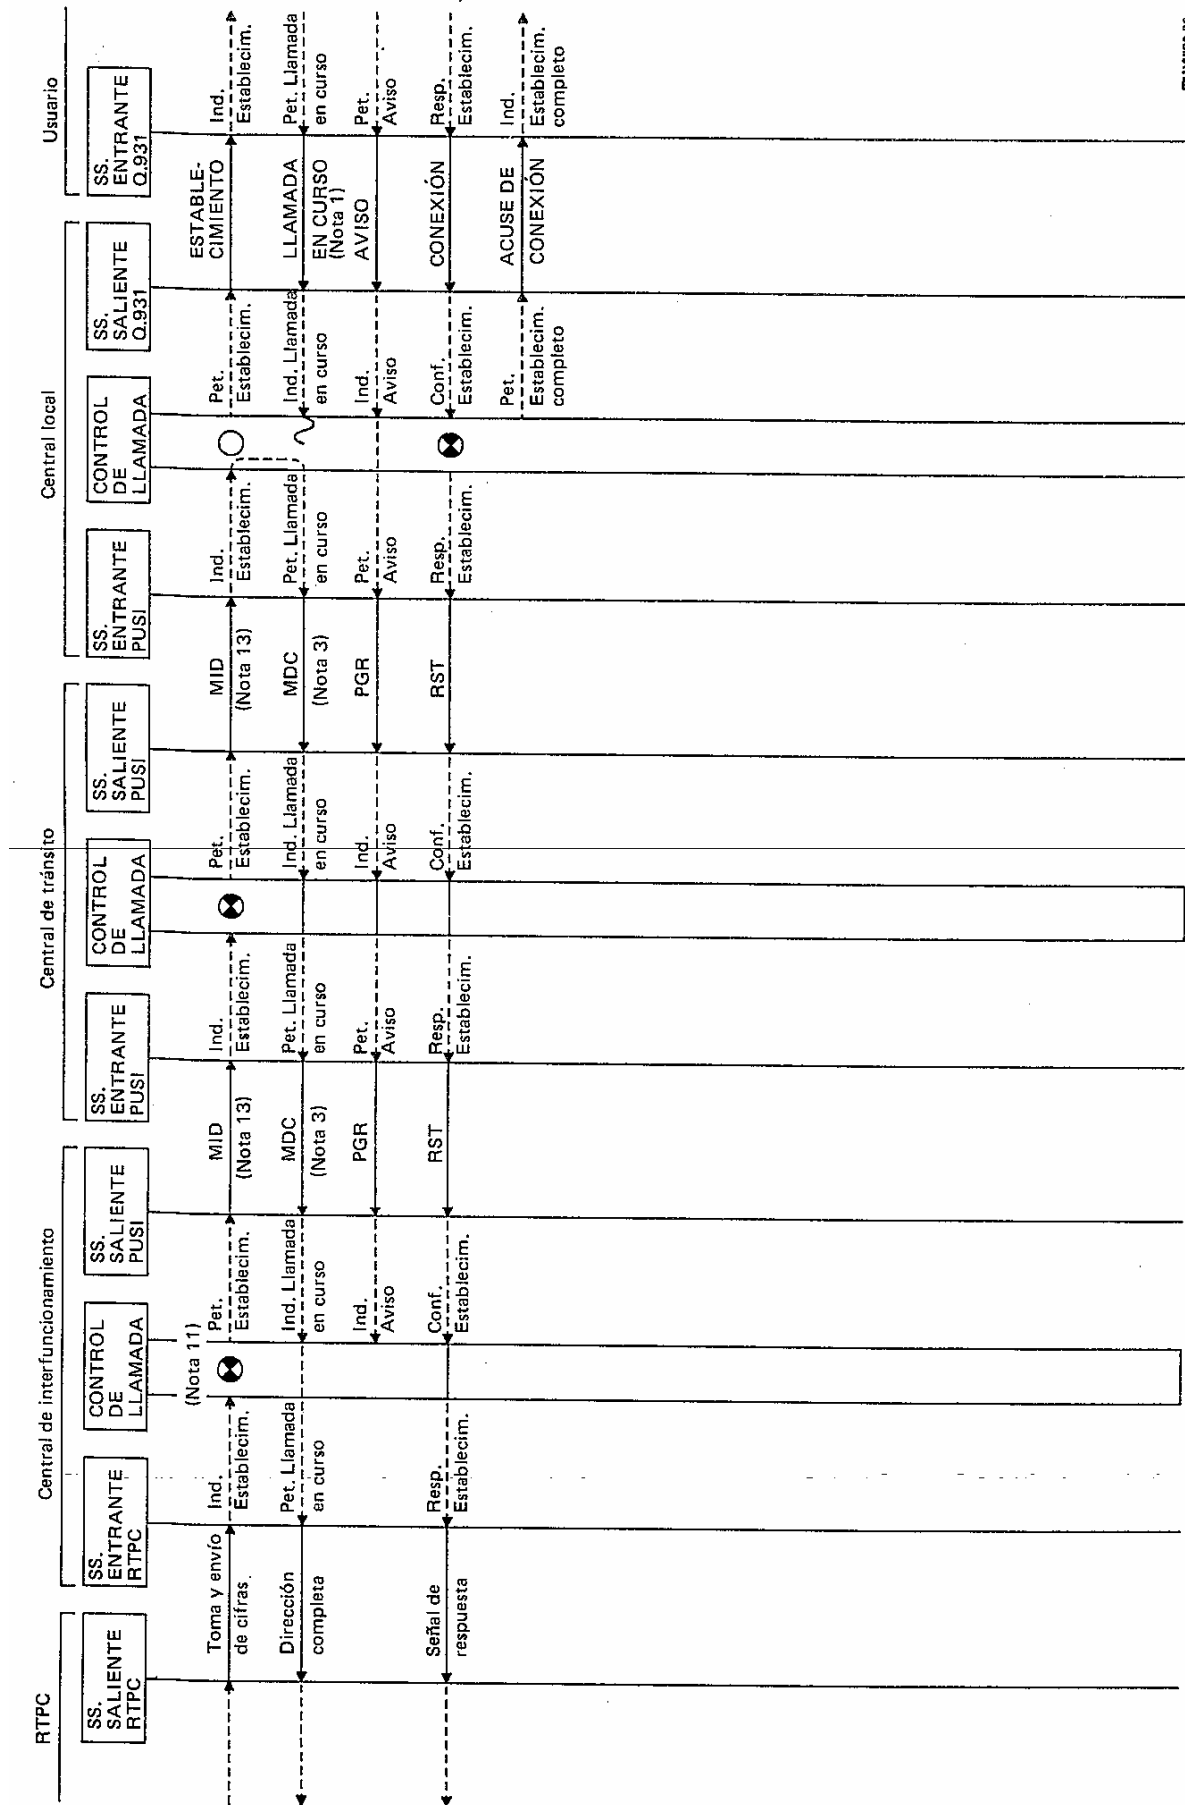 RTPC
Central de interfuncionamiento
Central de tránsito
Central local
Usuario
SS.
SALIENTE
RTPC
SS.
ENTRANTE
RTPC
CONTROL
DE
LLAMADA
SS.
SALIENTE
PUSI
SS.
ENTRANTE
PUSI
CONTROL
DE
LLAMADA
SS.
SALIENTE
PUSI
SS.
ENTRANTE
PUSI
CONTROL
DE
LLAMADA
SS.
SALIENTE
Q.931
SS.
ENTRANTE
Q.931
(Nota 11)
Toma y envío
de cifras
Ind.
Establecim.
Pet.
Establecim.
MID
(Nota 13)
Ind.
Establecim.
Pet.
Establecim.
MID
(Nota 13)
Ind.
Establecim.
Pet.
Establecim.
ESTABLE-
CIMIENTO
Ind.
Establecim.
Dirección
completa
Pet. Llamada
en curso
Ind. Llamada
en curso
MDC
(Nota 3)
Pet. Llamada
en curso
Ind. Llamada
en curso
MDC
(Nota 3)
Pet. Llamada
en curso
Ind. Llamada
en curso
LLAMADA
EN CURSO
(Nota 1)
Pet. Llamada
en curso
Ind.
Aviso
PGR
Pet.
Aviso
Ind.
Aviso
PGR
Pet.
Aviso
Ind.
Aviso
AVISO
Pet.
Aviso
Señal de
respuesta
Resp.
Establecim.
Conf.
Establecim.
RST
Resp.
Establecim.
Conf.
Establecim.
RST
Resp.
Establecim.
Conf.
Establecim.
CONEXIÓN
Resp.
Establecim.
Pet.
Establecim.
completo
ACUSE DE
CONEXIÓN
Ind.
Establecim.
completo